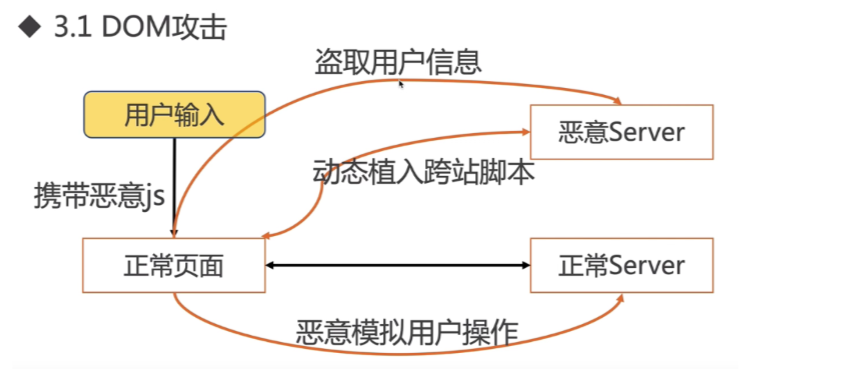 ◆ 3.1 DOM攻击
盗取用户信息
用户输入
恶意Server
动态植入跨站脚本
携带恶意js
正常页面
正常Server
恶意模拟用户操作